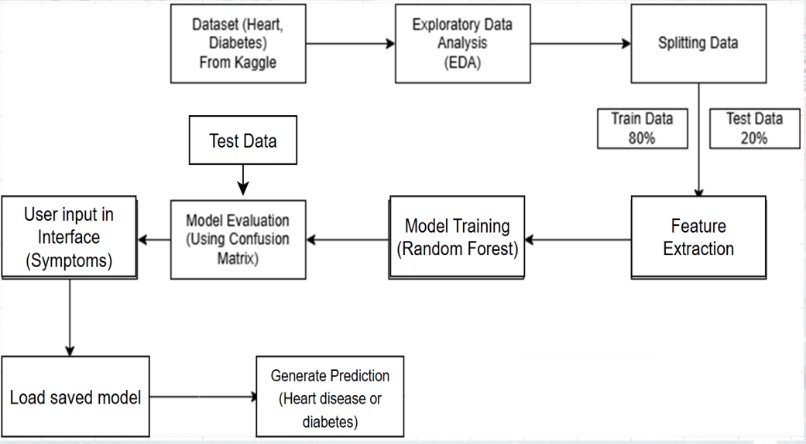 Dataset (Heart,
Diabetes)
From Kaggle
Exploratory Data
Analysis
(EDA)
Splitting Data
Train Data
80%
Test Data
20%
Test Data
User input in
Interface
(Symptoms)
Model Evaluation
(Using Confusion
Matrix)
Model Training
(Random Forest)
Feature
Extraction
Load saved model
Generate Prediction
(Heart disease or
diabetes)